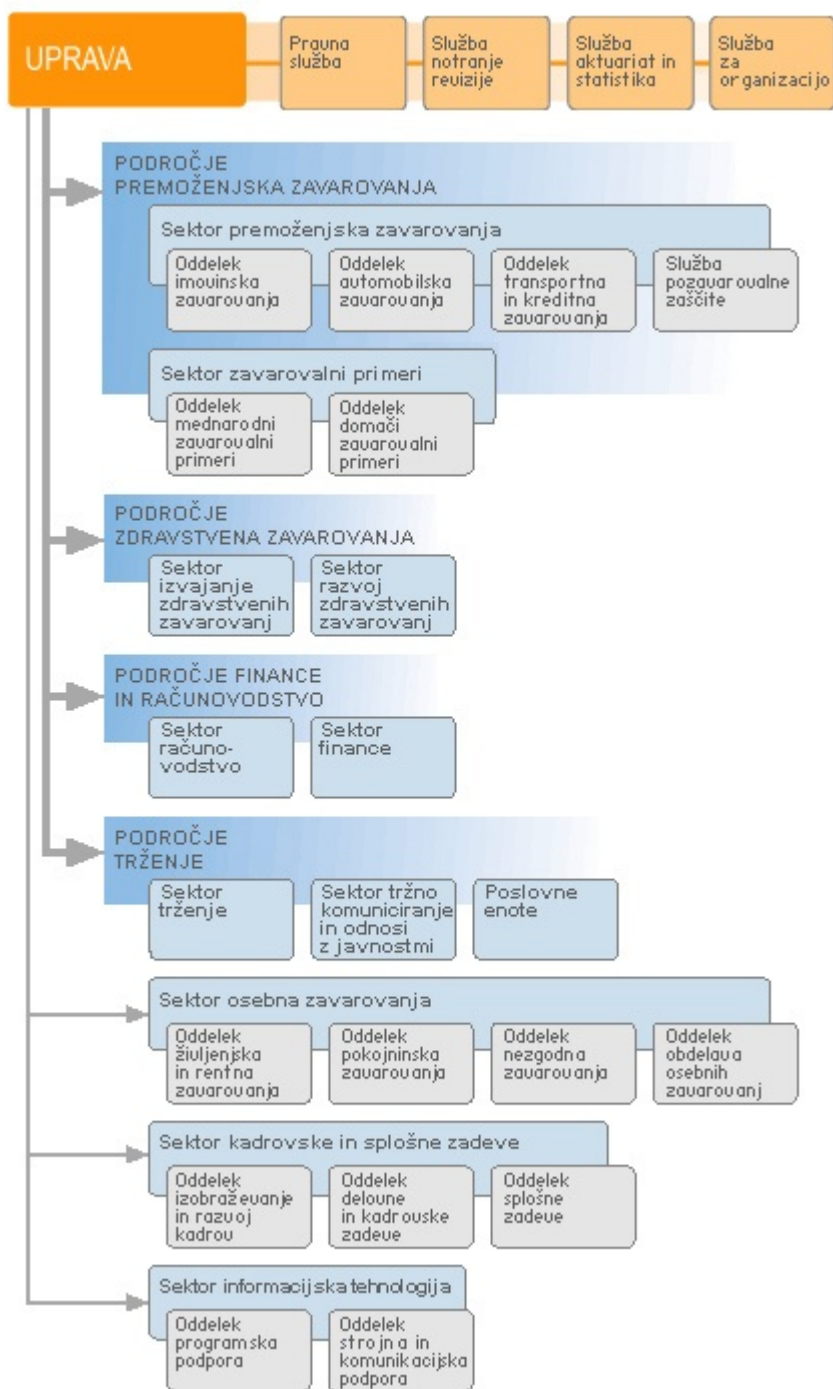 UPRAVA
Pravna
služba
Služba
notranje
revizije
Služba
aktuariat in
statistika
Služba
za
organizacijo
PODROČJE
PREMOŽENJSKA ZAVAROVANJA
Sektor premoženjska zavarovanja
Oddelek
imovinska
zavarovanja
Oddelek
avtomobilska
zavarovanja
Oddelek
transportna
in kreditna
zavarovanja
Služba
pozavarovalne
zaščite
Sektor zavarovalni primeri
Oddelek
mednarodni
zavarovalni
primeri
Oddelek
domači
zavarovalni
primeri
PODROČJE
ZDRAVSTVENA ZAVAROVANJA
Sektor
izvajanje
zdravstvenih
zavarovanj
Sektor
razvoj
zdravstvenih
zavarovanj
PODROČJE FINANCE
IN RAČUNOVODSTVO
Sektor
računo-
vodstvo
Sektor
finance
PODROČJE
TRŽENJE
Sektor
trženje
Sektor tržno
komuniciranje
in odnosi
z javnostmi
Poslovne
enote
Sektor osebna zavarovanja
Oddelek
življenjska
in rentna
zavarovanja
Oddelek
pokojninska
zavarovanja
Oddelek
nezgodna
zavarovanja
Oddelek
obdelava
osebnih
zavarovanj
Sektor kadrovske in splošne zadeve
Oddelek
izobraževanje
in razvoj
kadrov
Oddelek
delovne
in kadrovske
zadeve
Oddelek
splošne
zadeve
Sektor informacijska tehnologija
Oddelek
programska
podpora
Oddelek
strojna in
komunikacijska
podpora